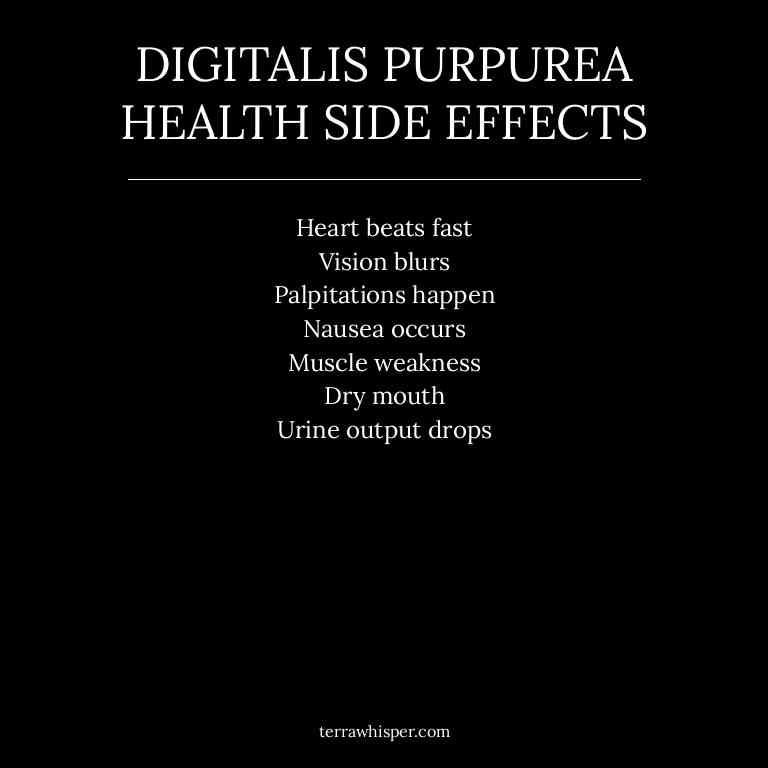 DIGITALIS PURPUREA
HEALTH SIDE EFFECTS
Heart beats fast
Vision blurs
Palpitations happen
Nausea occurs
Muscle weakness
Dry mouth
Urine output drops
terrawhisper.com